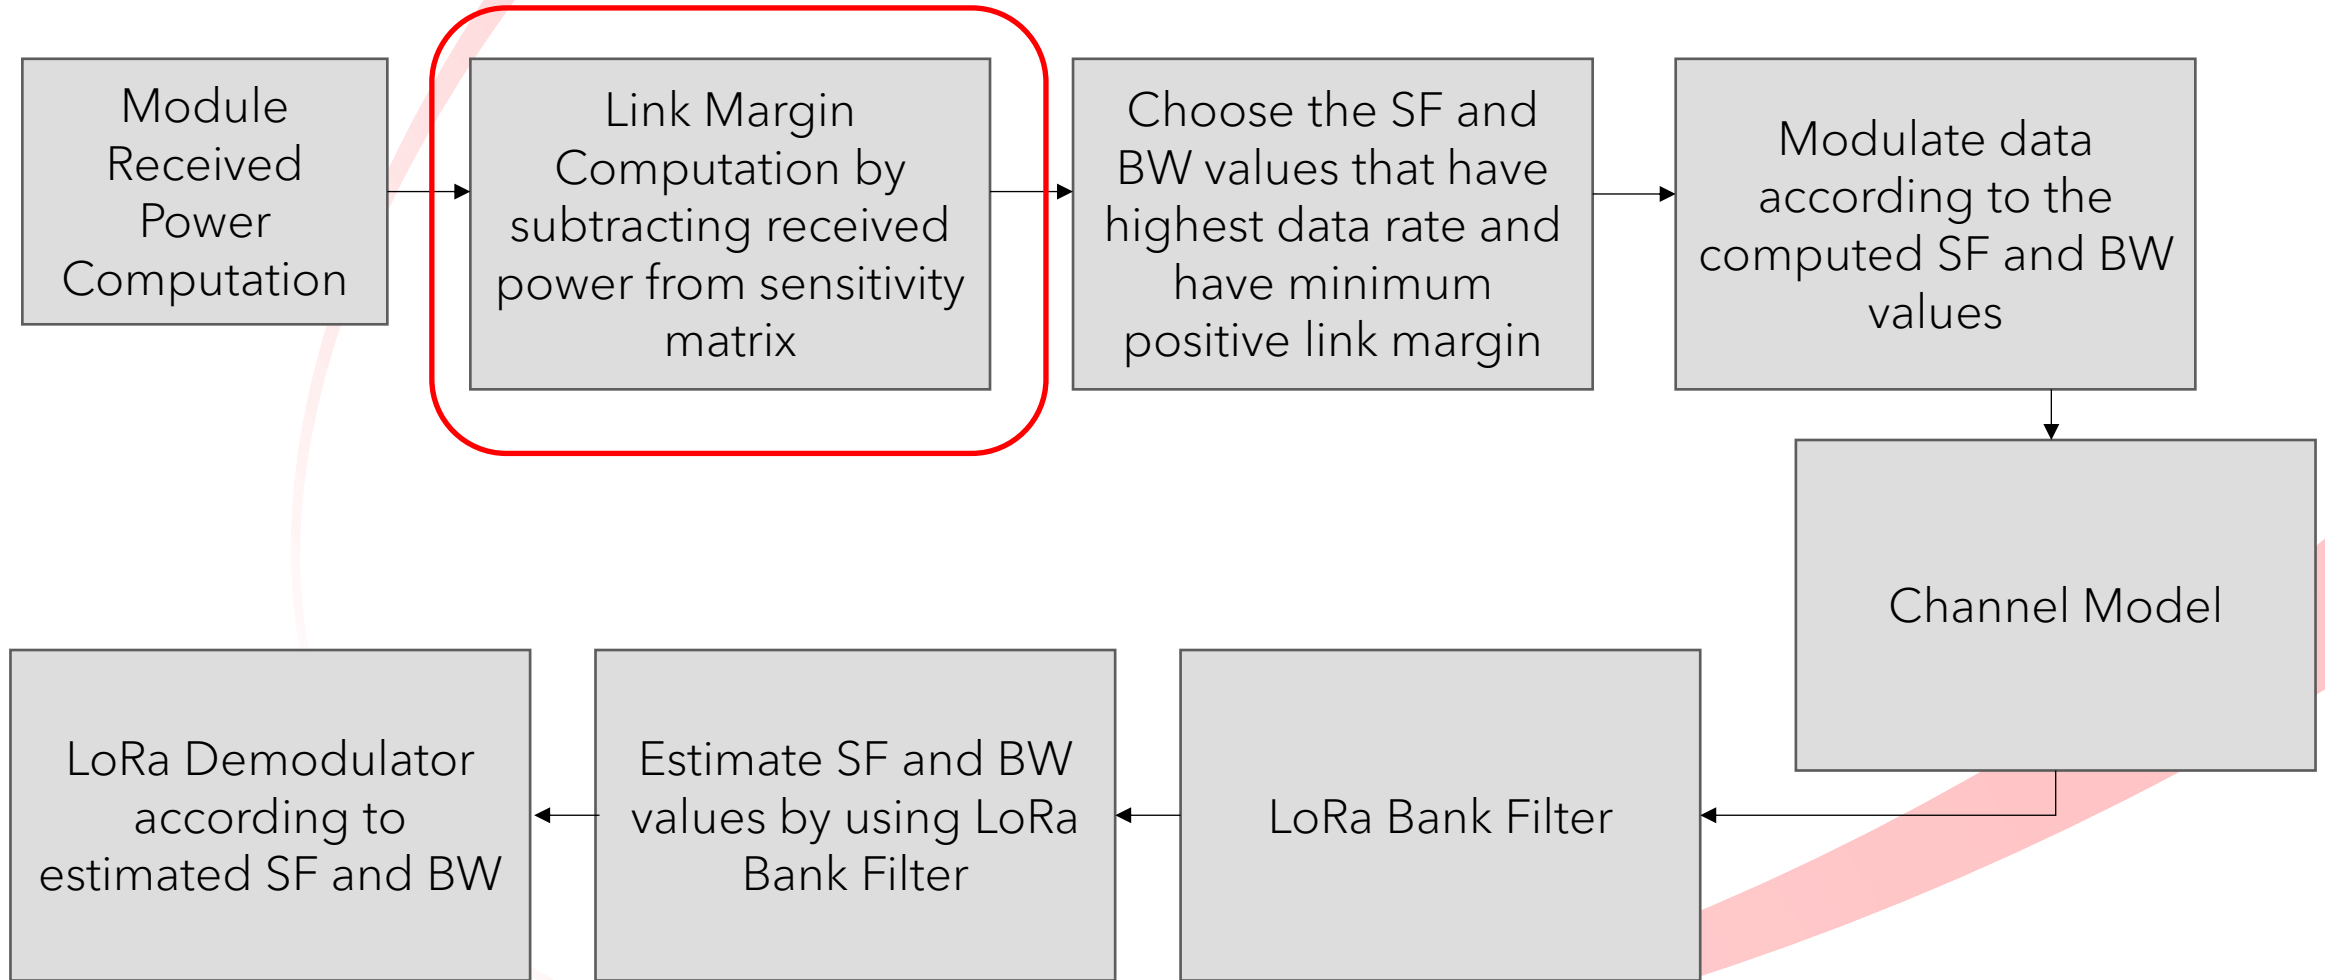 Module
Received
Power
Computation
Link Margin
Computation by
subtracting received
power from sensitivity
matrix
Choose the SF and
BW values that have
highest data rate and
have minimum
positive link margin
Modulate data
according to the
computed SF and BW
values
Channel Model
LoRa Bank Filter
Estimate SF and BW
values by using LoRa
Bank Filter
LoRa Demodulator
according to
estimated SF and BW